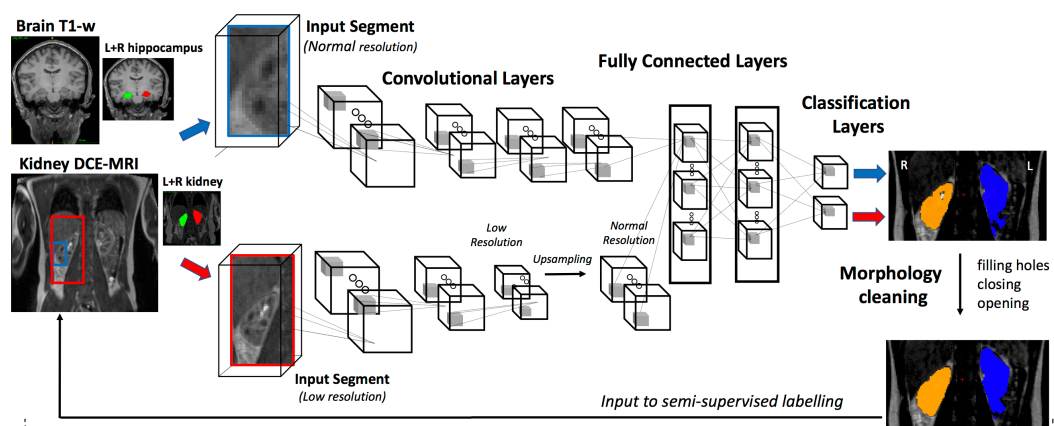 Brain T1-w
L+R hippocampus
Input Segment
(Normal resolution)
Convolutional Layers
Fully Connected Layers
Classification
Layers
Kidney DCE-MRI
L+R kidney
Low
Resolution
Upsampling
Normal
Resolution
R
L
Morphology
cleaning
filling holes
closing
opening
Input Segment
(Low resolution)
Input to semi-supervised labelling